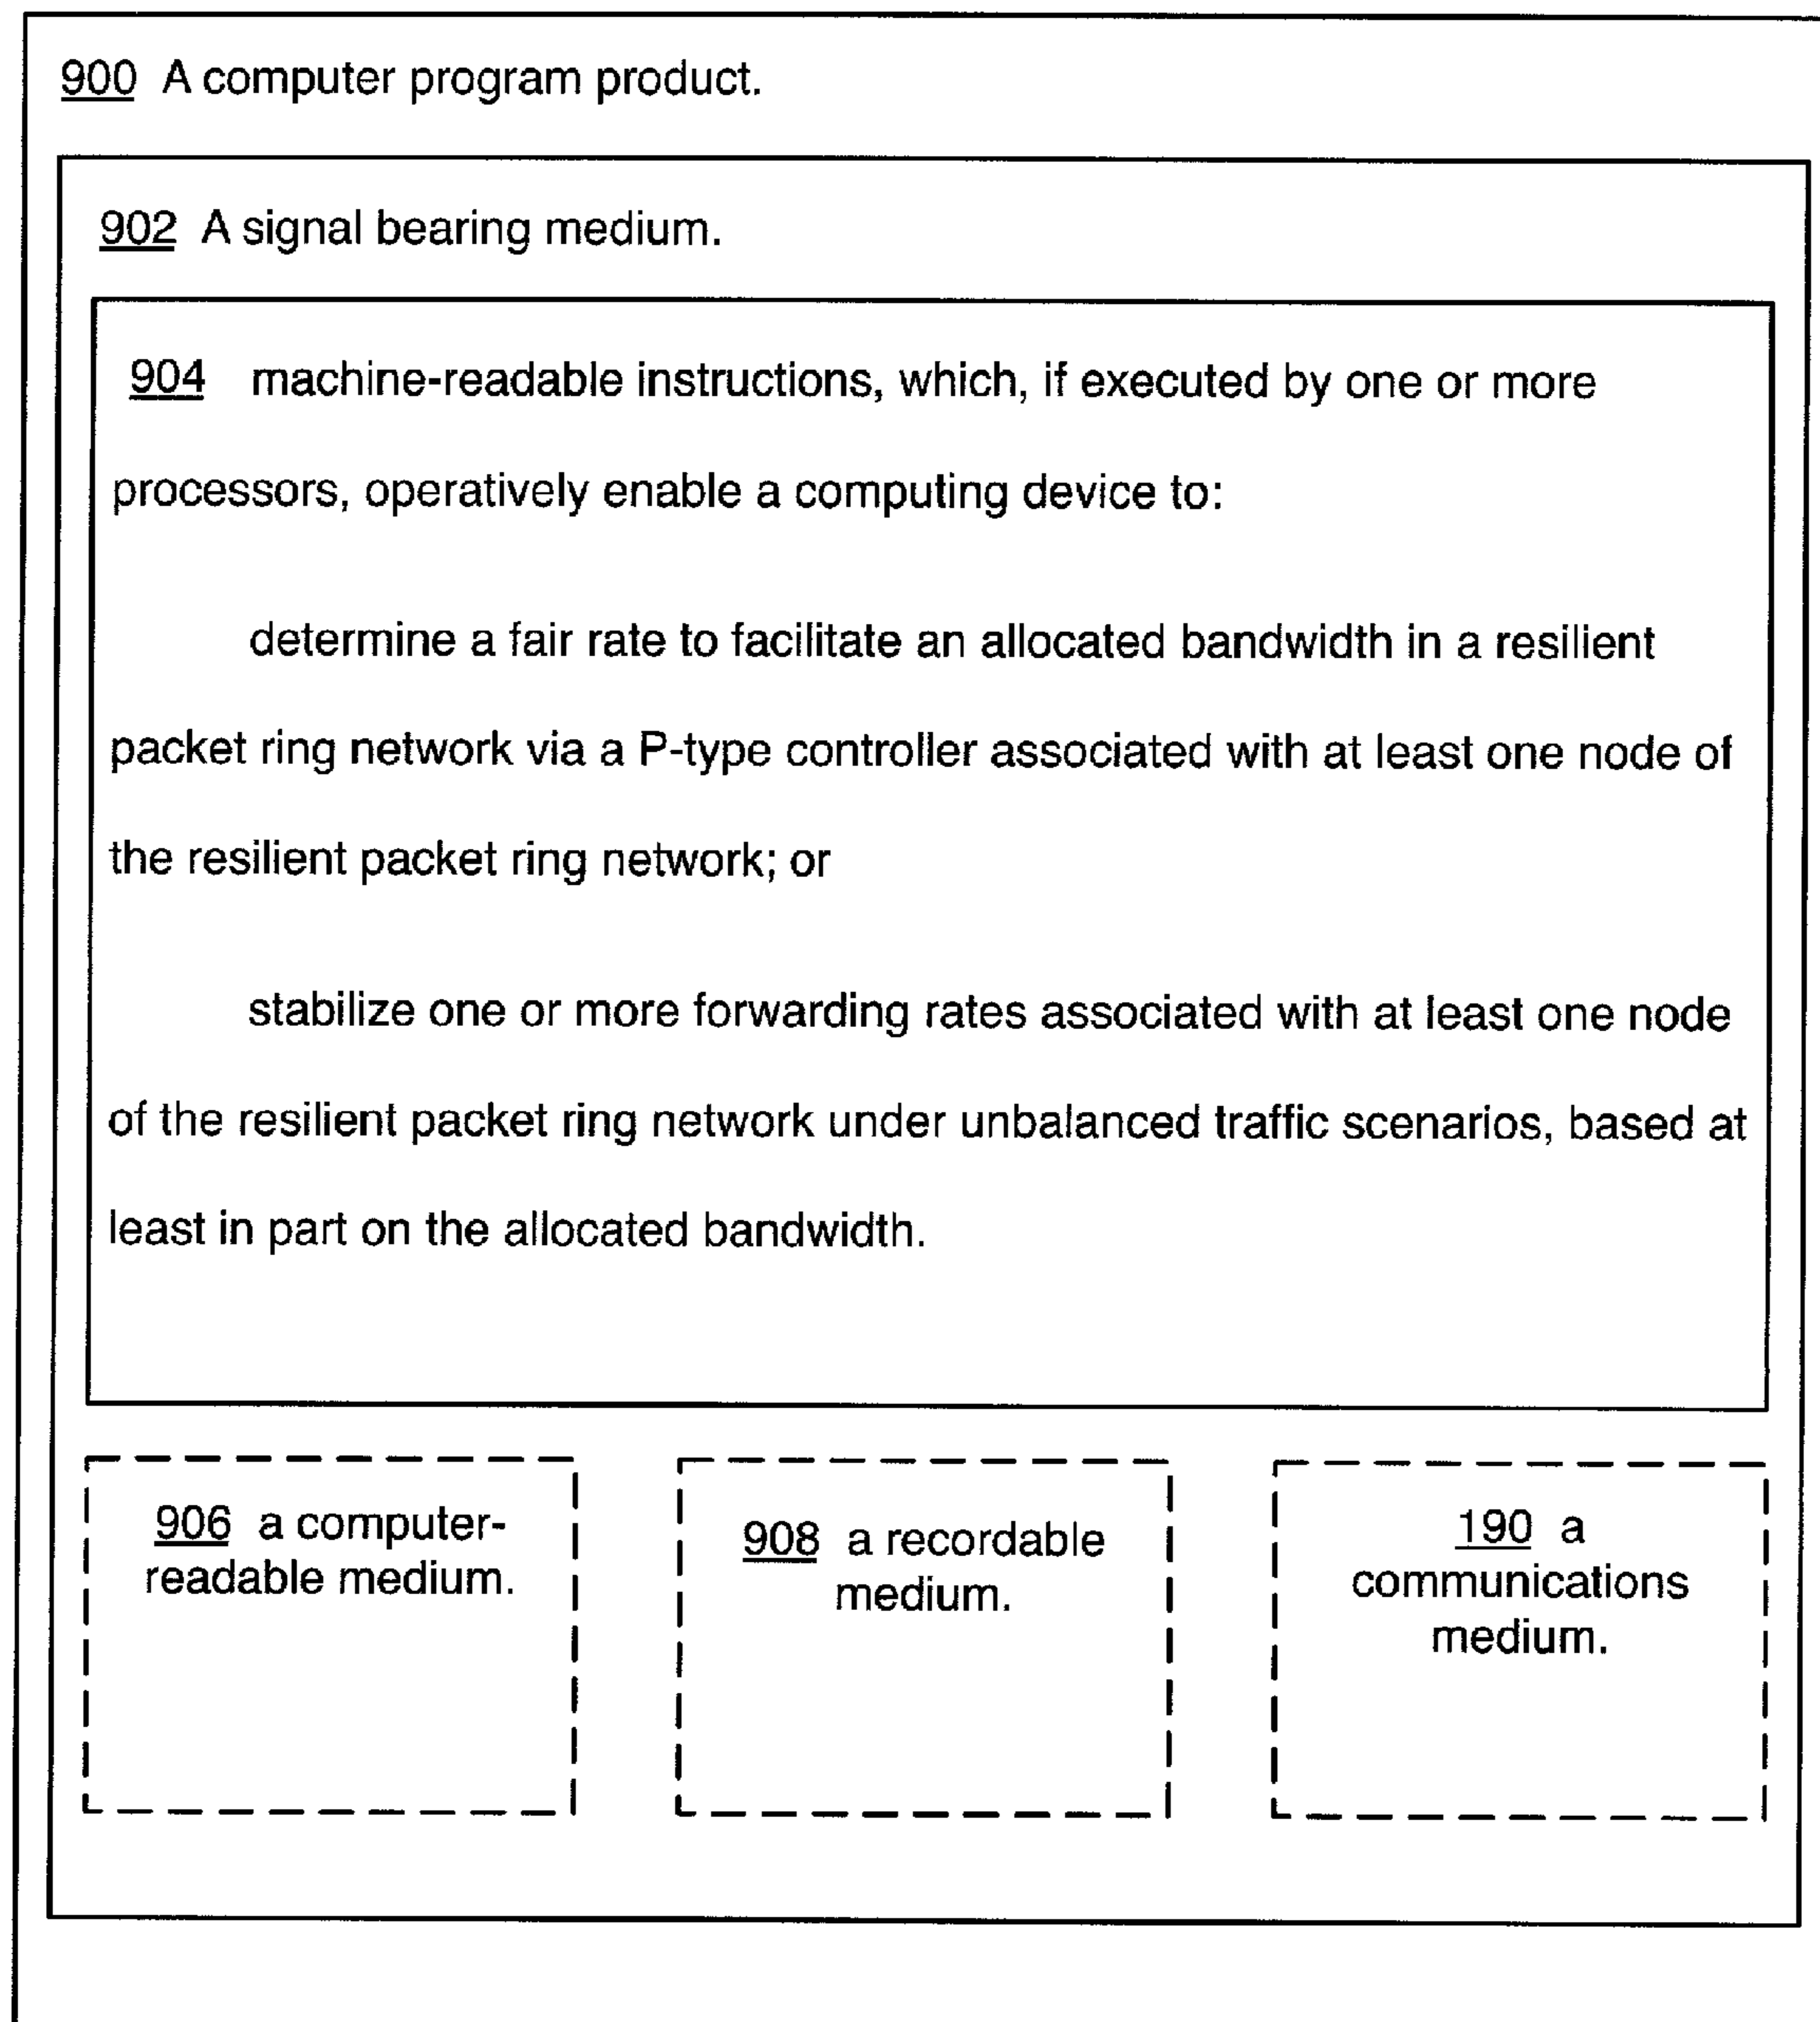 900 A computer program product.
902 A signal bearing medium.
904 machine-readable instructions, which, if executed by one or more
processors, operatively enable a computing device to:
determine a fair rate to facilitate an allocated bandwidth in a resilient
packet ring network via a P-type controller associated with at least one node of
the resilient packet ring network; or
stabilize one or more forwarding rates associated with at least one node
of the resilient packet ring network under unbalanced traffic scenarios, based at
least in part on the allocated bandwidth.
906 a computer-
readable medium.
908 a recordable
medium.
190 a
communications
medium.